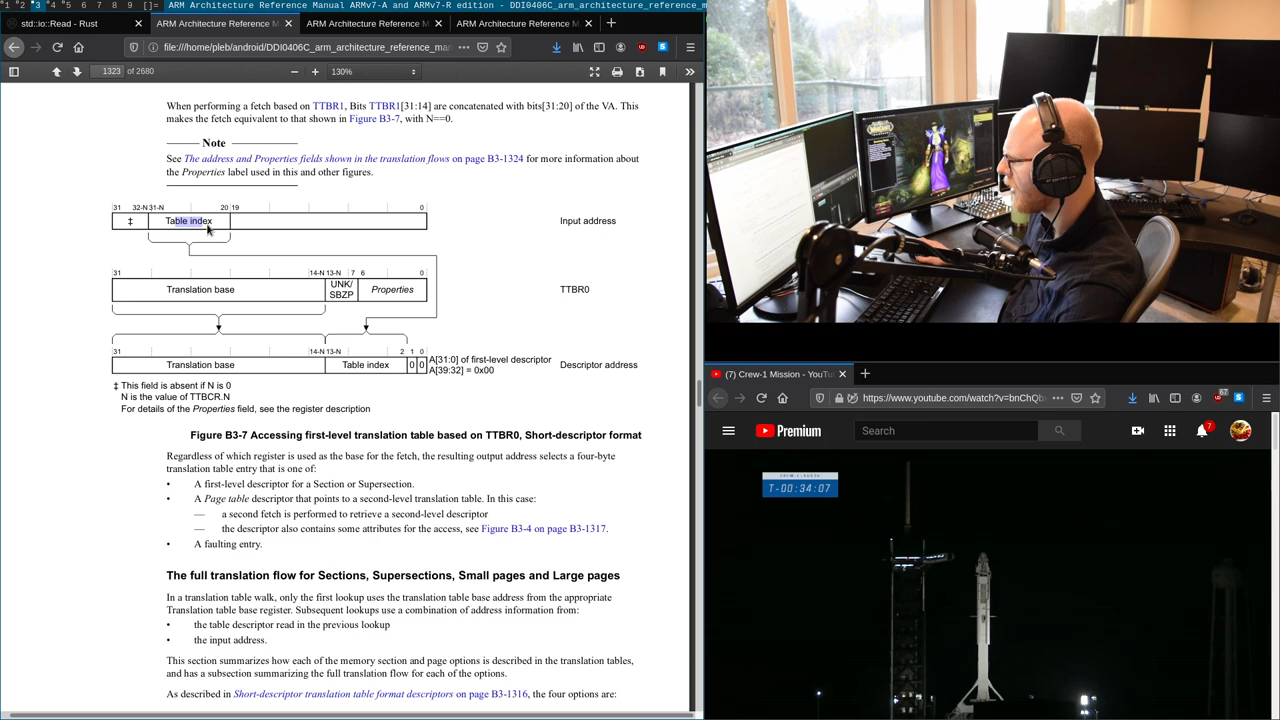 1 2 3 4 5 6 7 8 9 []= ARM Architecture Reference Manual ARMv7-A and ARMv7-R edition - DDI0406C_arm_architecture_reference_m
std::io::Read - Rust
ARM Architecture Reference M
ARM Architecture Reference M
ARM Architecture Reference M
file:///home/pleb/android/DDI0406C_arm_architecture_reference_ma
1323 of 2680
130%
When performing a fetch based on TTBR1, Bits TTBR1[31:14] are concatenated with bits[31:20] of the VA. This
makes the fetch equivalent to that shown in Figure B3-7, with N==0.
Note
See The address and Properties fields shown in the translation flows on page B3-1324 for more information about
the Properties label used in this and other figures.
31 32-N 31-N 20 19 0
‡ Table index Input address
31 14-N 13-N 7 6 0
Translation base UNK/ SBZP Properties TTBR0
31 14-N 13-N 2 1 0
Translation base Table index 0 0 A[31:0] of first-level descriptor
A[39:32] = 0x00
Descriptor address
‡ This field is absent if N is 0
N is the value of TTBCR.N
For details of the Properties field, see the register description
Figure B3-7 Accessing first-level translation table based on TTBR0, Short-descriptor format
Regardless of which register is used as the base for the fetch, the resulting output address selects a four-byte
translation table entry that is one of:
• A first-level descriptor for a Section or Supersection.
• A Page table descriptor that points to a second-level translation table. In this case:
— a second fetch is performed to retrieve a second-level descriptor
— the descriptor also contains some attributes for the access, see Figure B3-4 on page B3-1317.
• A faulting entry.
The full translation flow for Sections, Supersections, Small pages and Large pages
In a translation table walk, only the first lookup uses the translation table base address from the appropriate
Translation table base register. Subsequent lookups use a combination of address information from:
• the table descriptor read in the previous lookup
• the input address.
This section summarizes how each of the memory section and page options is described in the translation tables,
and has a subsection summarizing the full translation flow for each of the options.
As described in Short-descriptor translation table format descriptors on page B3-1316, the four options are:
(7) Crew-1 Mission - YouTu
https://www.youtube.com/watch?v=bnChQb
67
Premium
Search
7
T-00:34:07